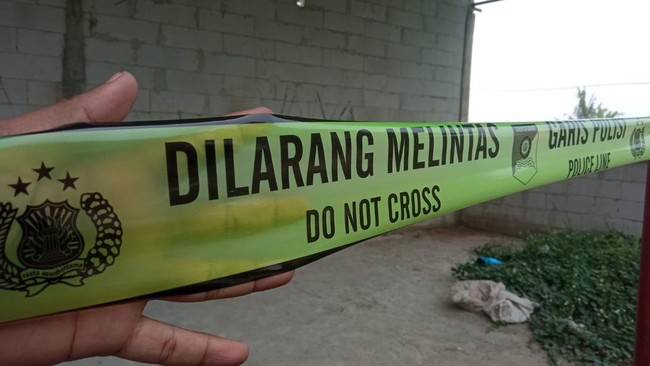 DILARANG MELINTAS
DO NOT CROSS
GARIS POLISI
POLICE LINE